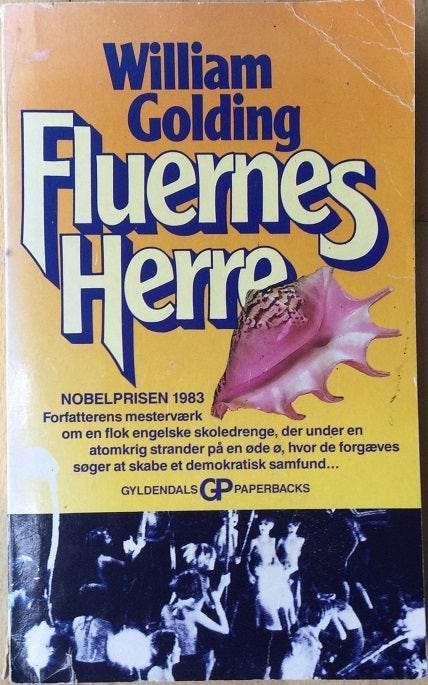 William
Golding
Fluernes
Herre
NOBELPRISEN 1983
Forfatterens mesterværk
om en flok engelske skoledrenge, der under en
atomkrig strander på en øde ø, hvor de forgæves
søger at skabe et demokratisk samfund...
GYLDENDALS GP PAPERBACKS